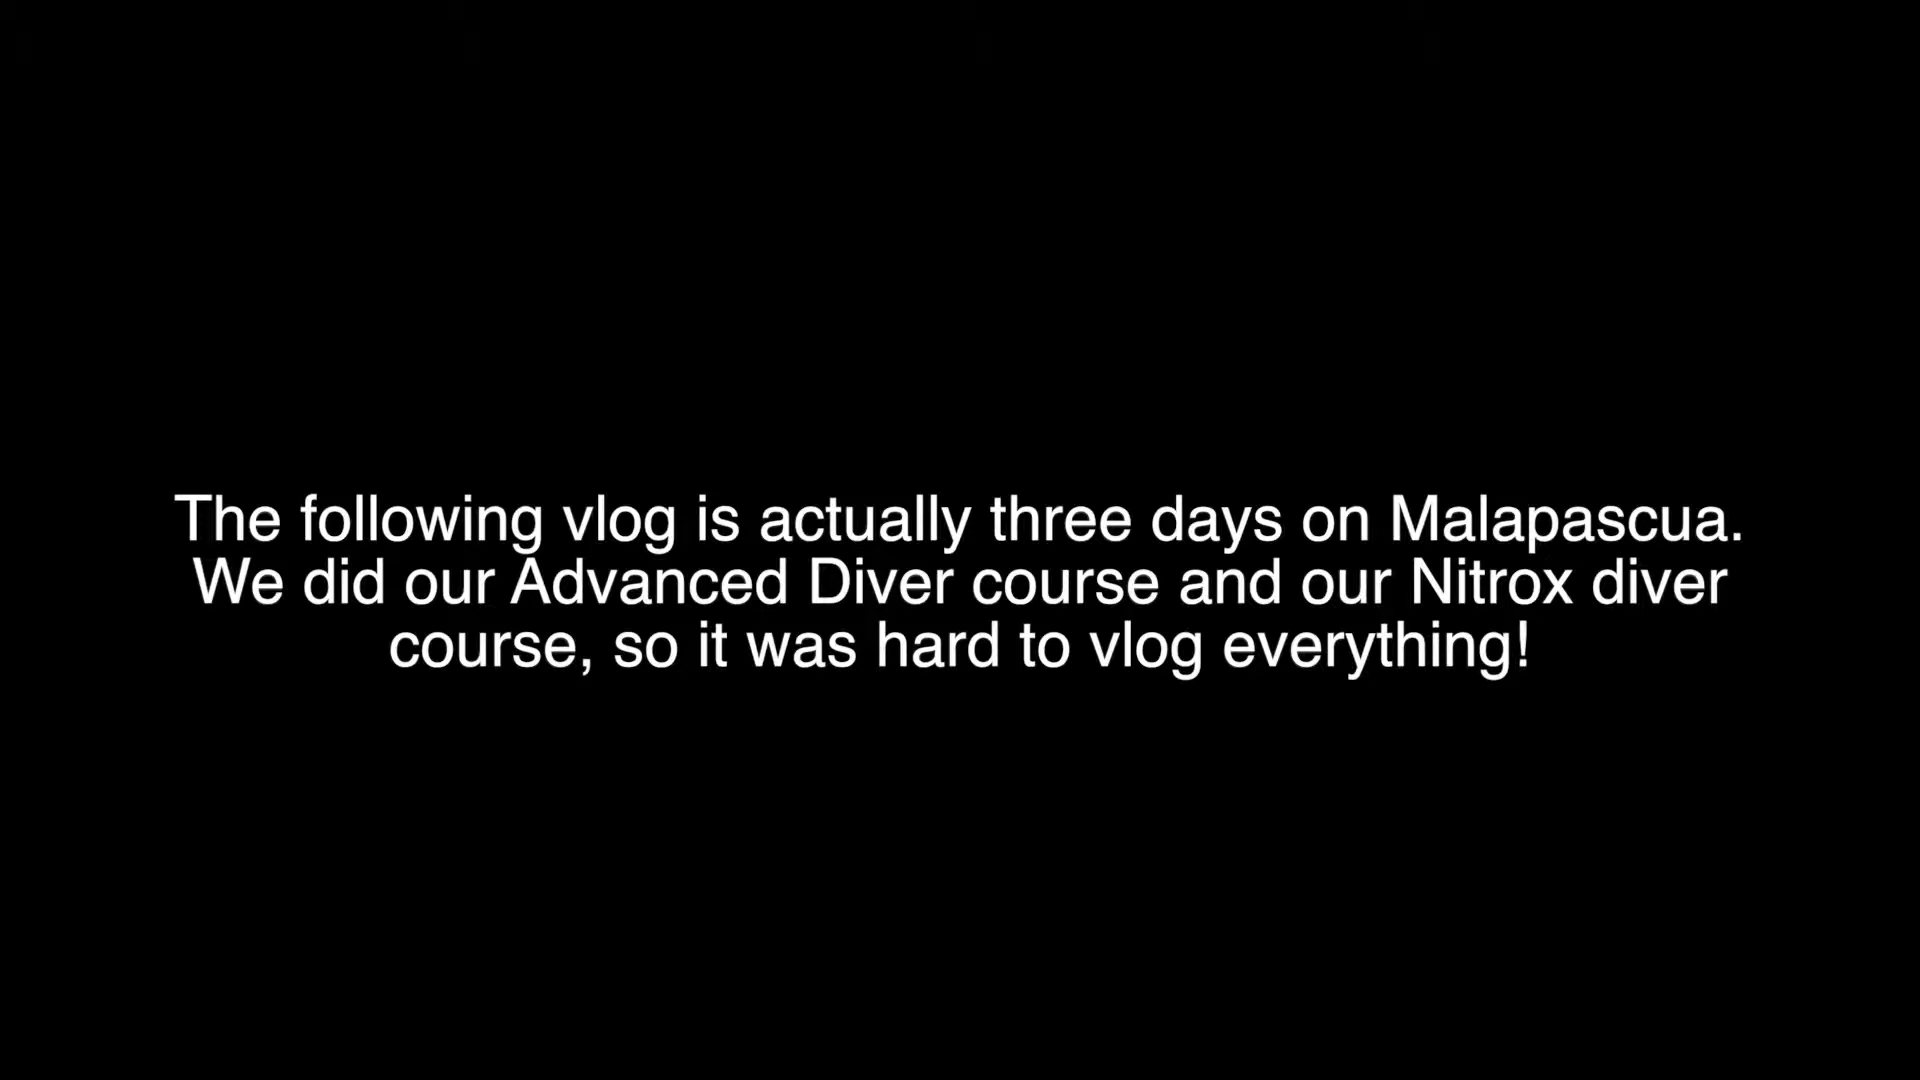 The following vlog is actually three days on Malapascua.
We did our Advanced Diver course and our Nitrox diver
course, so it was hard to vlog everything!